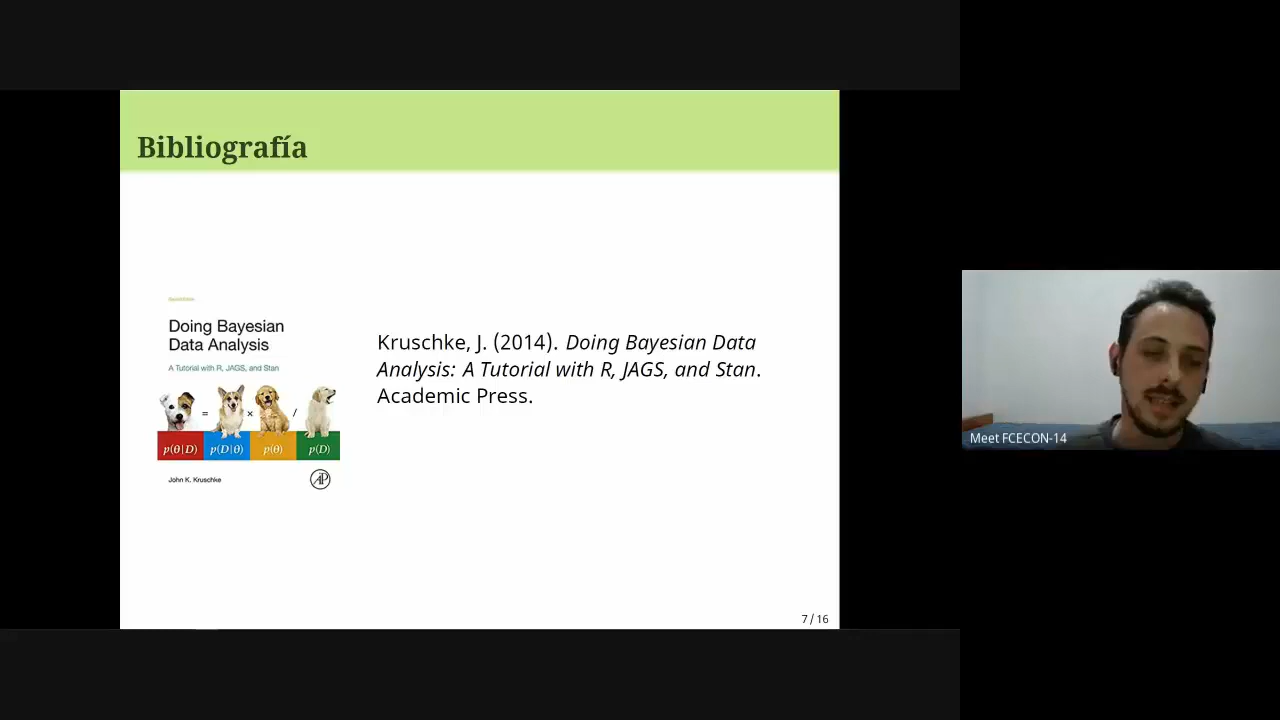 Bibliografía
Doing Bayesian
Data Analysis
A Tutorial with R, JAGS, and Stan
= × /
p(θ|D) p(D|θ) p(θ) p(D)
John K. Kruschke
AP
Kruschke, J. (2014). Doing Bayesian Data
Analysis: A Tutorial with R, JAGS, and Stan.
Academic Press.
7 / 16
Meet FCECON-14